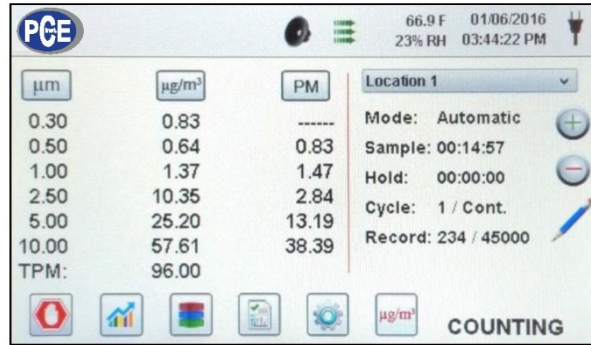 PCE
66.9 F 01/06/2016
23% RH 03:44:22 PM
µm µg/m³ PM
0.30 0.83 ------
0.50 0.64 0.83
1.00 1.37 1.47
2.50 10.35 2.84
5.00 25.20 13.19
10.00 57.61 38.39
TPM: 96.00
Location 1
Mode: Automatic
Sample: 00:14:57
Hold: 00:00:00
Cycle: 1 / Cont.
Record: 234 / 45000
µg/m³
COUNTING